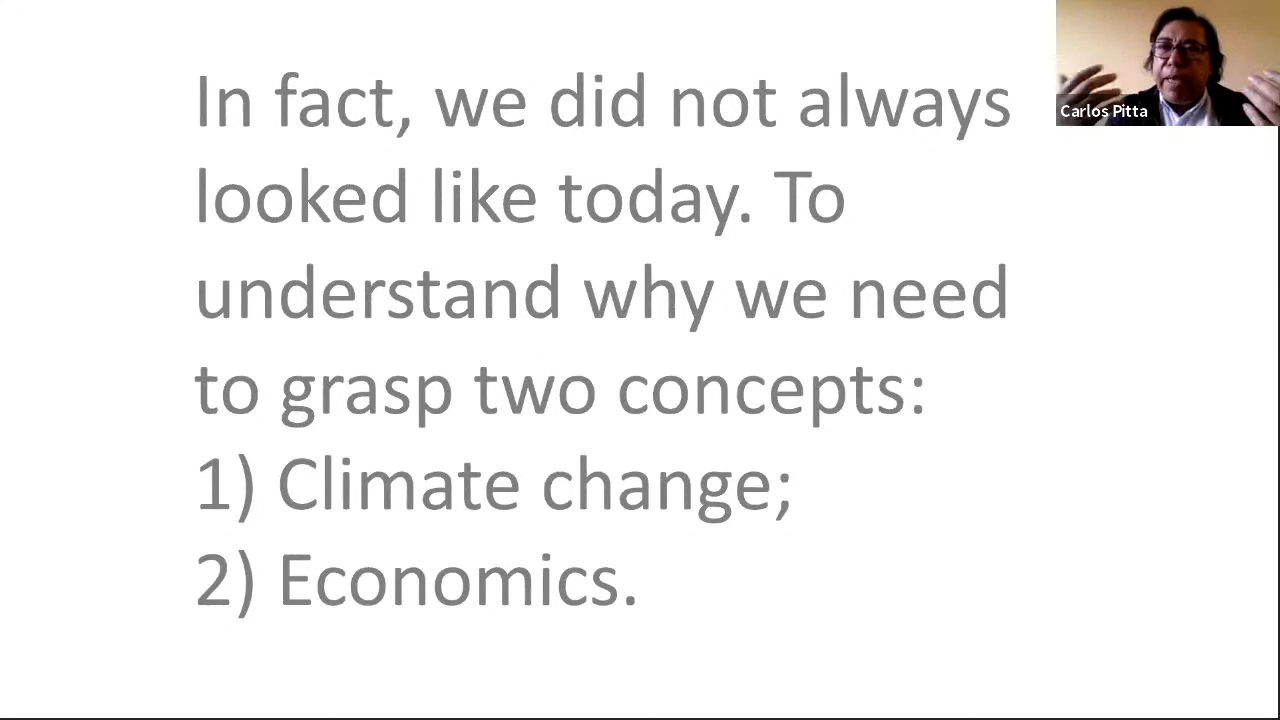 In fact, we did not always
looked like today. To
understand why we need
to grasp two concepts:
1) Climate change;
2) Economics.
Carlos Pitta